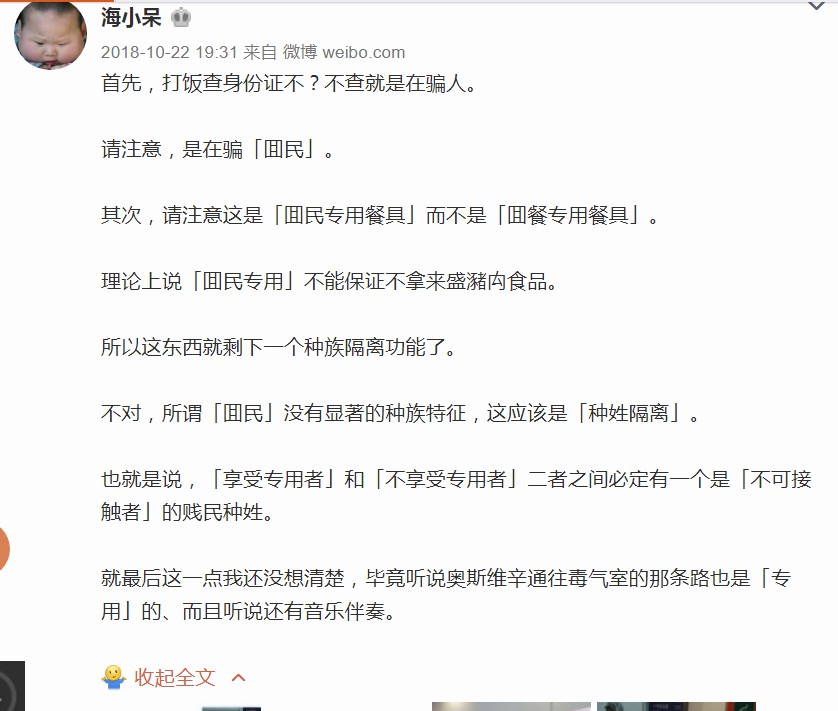 海小呆
2018-10-22 19:31 来自 微博 weibo.com
首先，打饭查身份证不？不查就是在骗人。
请注意，是在骗「囬民」。
其次，请注意这是「囬民专用餐具」而不是「囬餐专用餐具」。
理论上说「囬民专用」不能保证不拿来盛瀦禸食品。
所以这东西就剩下一个种族隔离功能了。
不对，所谓「囬民」没有显著的种族特征，这应该是「种姓隔离」。
也就是说，「享受专用者」和「不享受专用者」二者之间必定有一个是「不可接
触者」的贱民种姓。
就最后这一点我还没想清楚，毕竟听说奥斯维辛通往毒气室的那条路也是「专
用」的、而且听说还有音乐伴奏。
收起全文